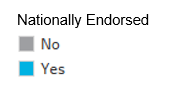 Nationally Endorsed
No
Yes